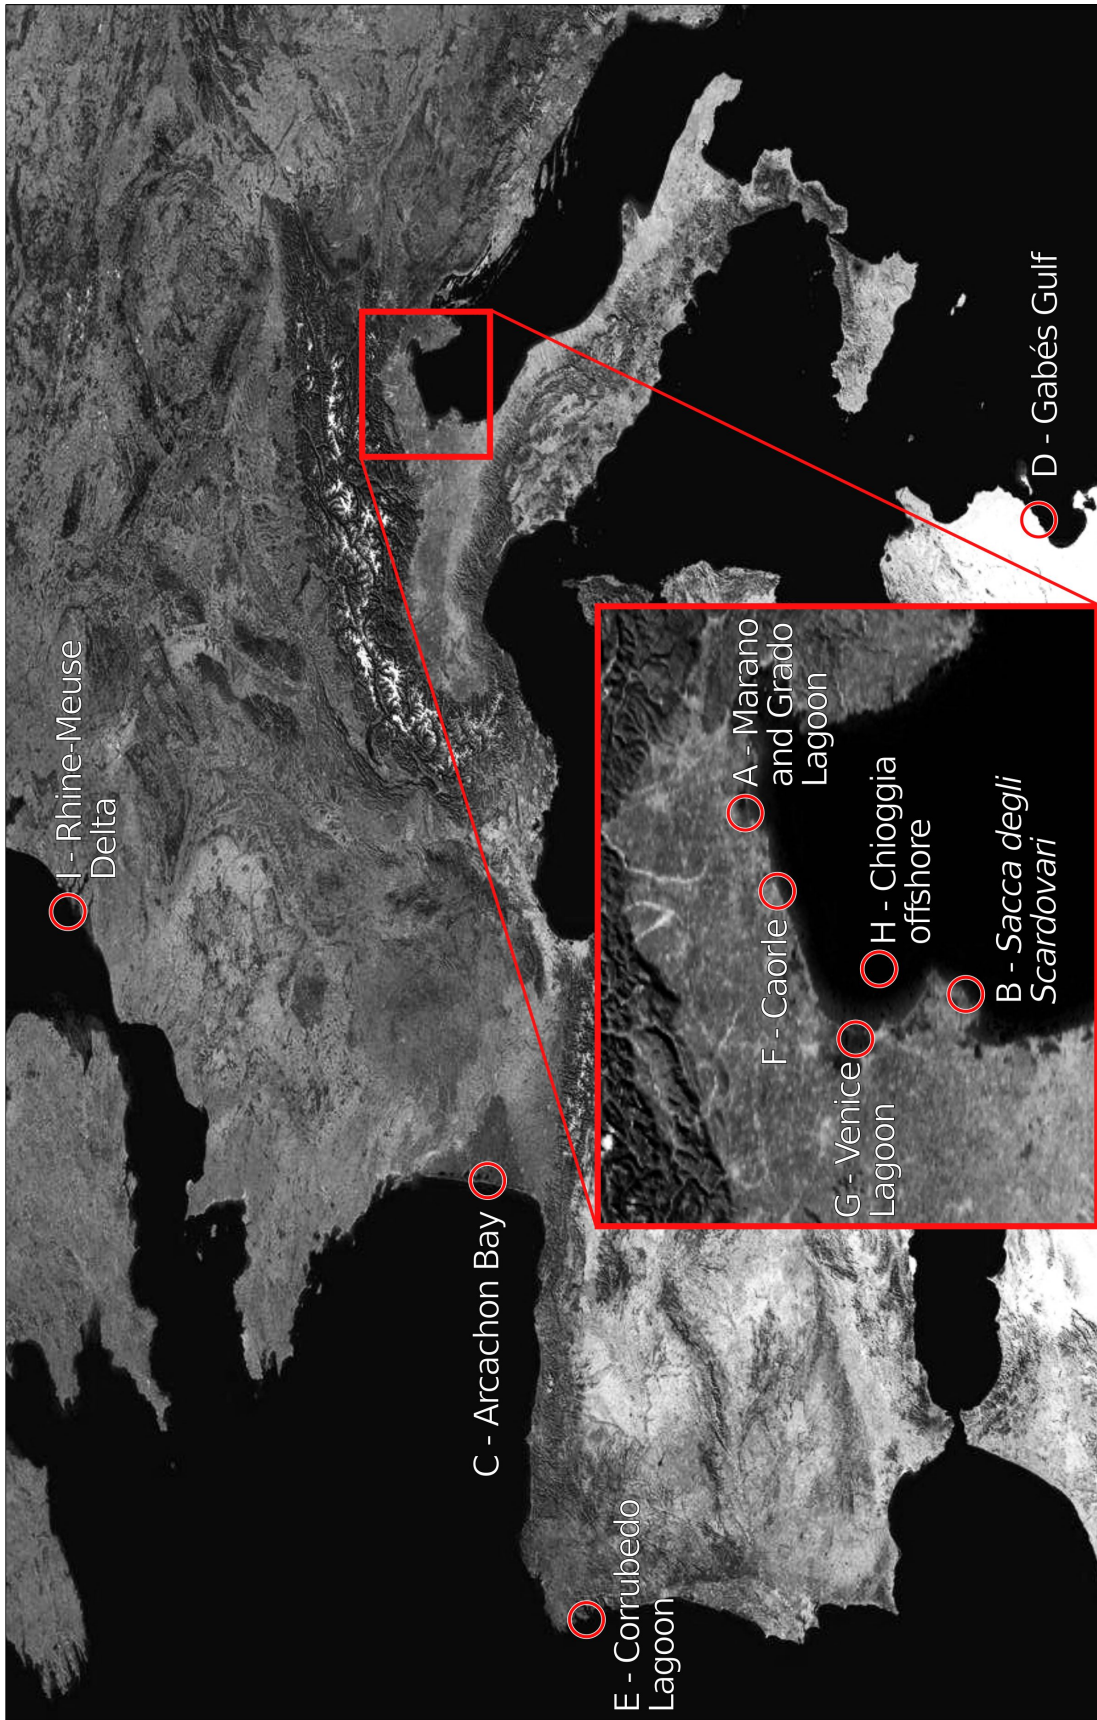 I - Rhine-Meuse
Delta
C - Arcachon Bay
E - Corrubedo
Lagoon
D - Gabés Gulf
A - Marano
and Grado
Lagoon
F - Caorle
H - Chioggia
offshore
G - Venice
Lagoon
B - Sacca degli
Scardovari